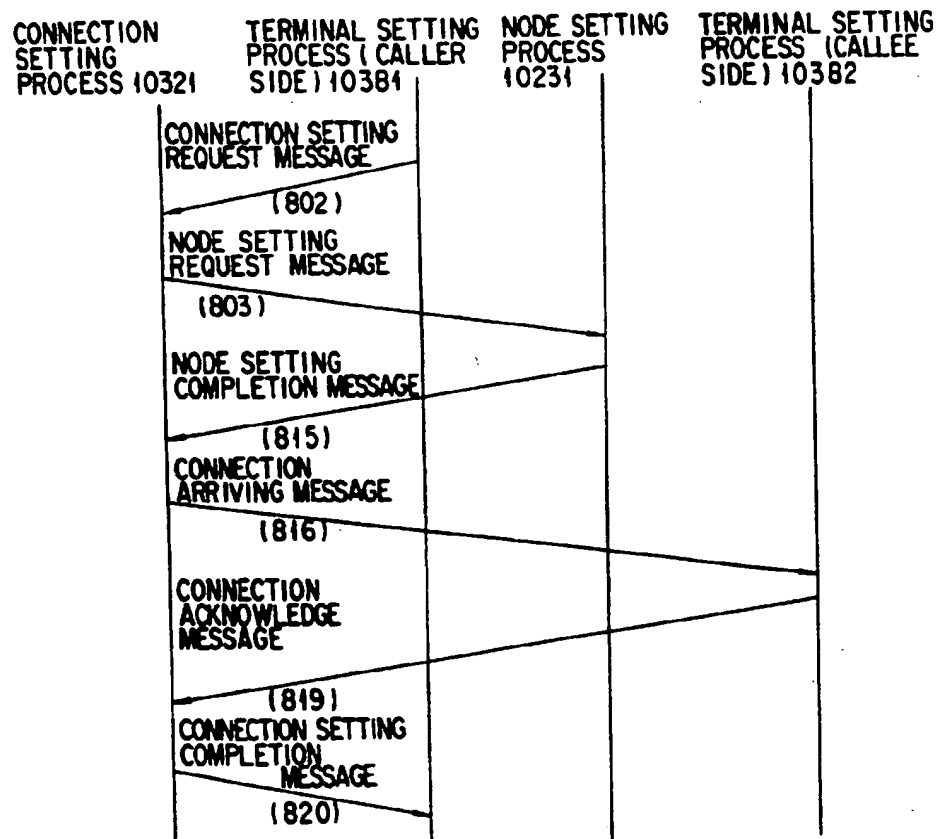 CONNECTION
SETTING
PROCESS 10321
TERMINAL SETTING
PROCESS (CALLER
SIDE) 10381
NODE SETTING
PROCESS
10231
TERMINAL SETTING
PROCESS (CALLEE
SIDE) 10382
CONNECTION SETTING
REQUEST MESSAGE
(802)
NODE SETTING
REQUEST MESSAGE
(803)
NODE SETTING
COMPLETION MESSAGE
(815)
CONNECTION
ARRIVING MESSAGE
(816)
CONNECTION
ACKNOWLEDGE
MESSAGE
(819)
CONNECTION SETTING
COMPLETION
MESSAGE
(820)